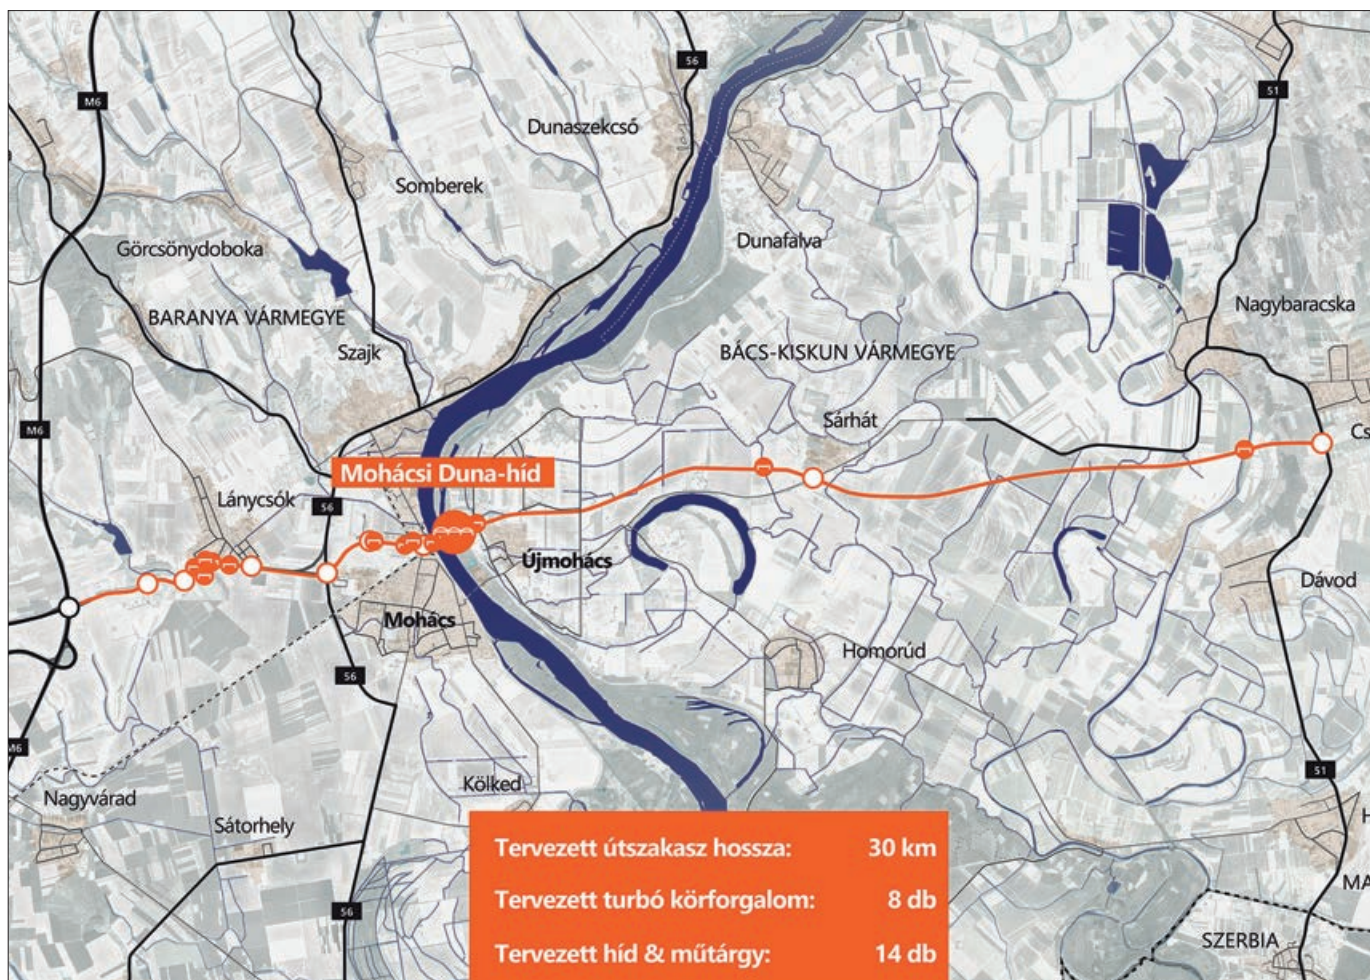 56
M6
51
Dunaszekcső
Somberek
Dunafalva
Görcsönydoboka
Nagybaracska
BARANYA VÁRMEGYE
Szajk
BÁCS-KISKUN VÁRMEGYE
Sárhát
M6
Cs
Mohácsi Duna-híd
Lánycsók
56
Újmohács
Dávod
Mohács
Homorúd
56
M6
51
Kölked
Nagyvárad
H
Sátorhely
Tervezett útszakasz hossza: 30 km
MA
Tervezett turbó körforgalom: 8 db
56
SZERBIA
Tervezett híd & műtárgy: 14 db